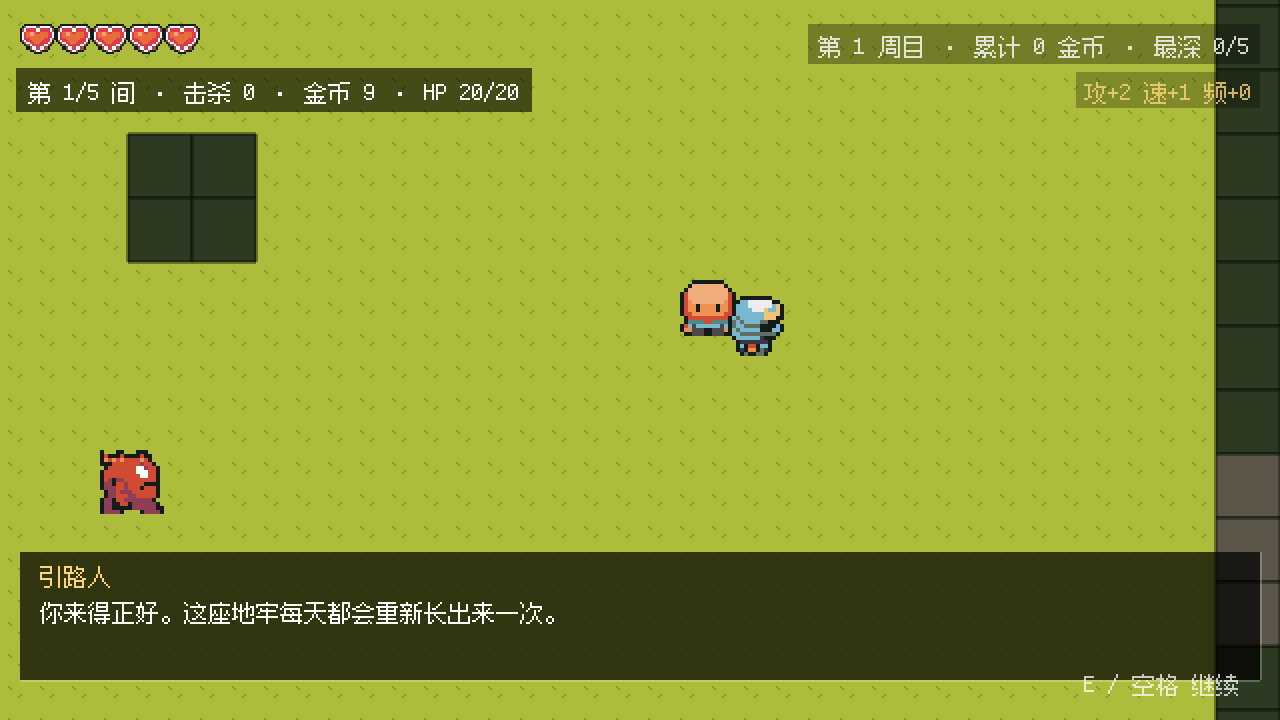 第 1 周目 · 累计 0 金币 · 最深 0/5
第 1/5 间 · 击杀 0 · 金币 9 · HP 20/20
攻+2 速+1 频+0
引路人
你来得正好。这座地牢每天都会重新长出来一次。
E / 空格 继续